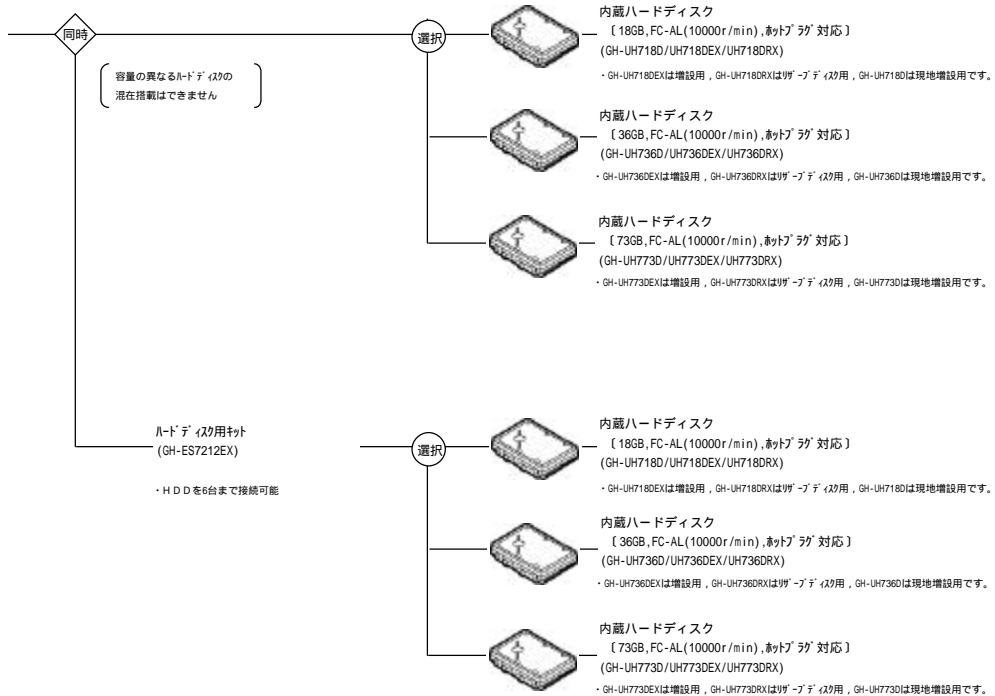 同時
選択
容量の異なるﾊｰﾄﾞﾃﾞｨｽｸの
混在搭載はできません
内蔵ハードディスク
〔18GB,FC-AL(10000r/min),ﾎｯﾄﾌﾟﾗｸﾞ対応〕
(GH-UH718D/UH718DEX/UH718DRX)
・GH-UH718DEXは増設用，GH-UH718DRXはﾘｻﾞｰﾌﾞﾃﾞｨｽｸ用，GH-UH718Dは現地増設用です。
内蔵ハードディスク
〔36GB,FC-AL(10000r/min),ﾎｯﾄﾌﾟﾗｸﾞ対応〕
(GH-UH736D/UH736DEX/UH736DRX)
・GH-UH736DEXは増設用，GH-UH736DRXはﾘｻﾞｰﾌﾞﾃﾞｨｽｸ用，GH-UH736Dは現地増設用です。
内蔵ハードディスク
〔73GB,FC-AL(10000r/min),ﾎｯﾄﾌﾟﾗｸﾞ対応〕
(GH-UH773D/UH773DEX/UH773DRX)
・GH-UH773DEXは増設用，GH-UH773DRXはﾘｻﾞｰﾌﾞﾃﾞｨｽｸ用，GH-UH773Dは現地増設用です。
ﾊｰﾄﾞﾃﾞｨｽｸ用ｷｯﾄ
(GH-ES7212EX)
・ＨＤＤを6台まで接続可能
選択
内蔵ハードディスク
〔18GB,FC-AL(10000r/min),ﾎｯﾄﾌﾟﾗｸﾞ対応〕
(GH-UH718D/UH718DEX/UH718DRX)
・GH-UH718DEXは増設用，GH-UH718DRXはﾘｻﾞｰﾌﾞﾃﾞｨｽｸ用，GH-UH718Dは現地増設用です。
内蔵ハードディスク
〔36GB,FC-AL(10000r/min),ﾎｯﾄﾌﾟﾗｸﾞ対応〕
(GH-UH736D/UH736DEX/UH736DRX)
・GH-UH736DEXは増設用，GH-UH736DRXはﾘｻﾞｰﾌﾞﾃﾞｨｽｸ用，GH-UH736Dは現地増設用です。
内蔵ハードディスク
〔73GB,FC-AL(10000r/min),ﾎｯﾄﾌﾟﾗｸﾞ対応〕
(GH-UH773D/UH773DEX/UH773DRX)
・GH-UH773DEXは増設用，GH-UH773DRXはﾘｻﾞｰﾌﾞﾃﾞｨｽｸ用，GH-UH773Dは現地増設用です。